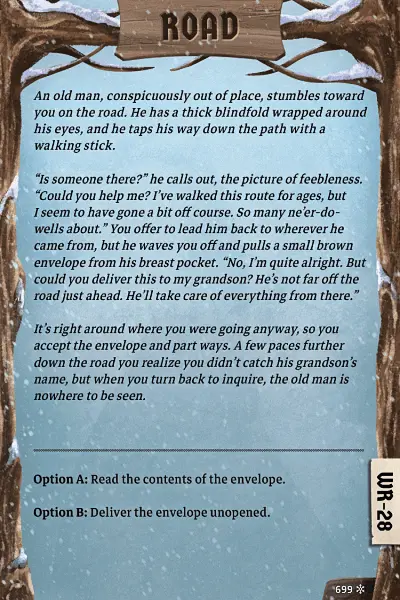 ROAD
An old man, conspicuously out of place, stumbles toward
you on the road. He has a thick blindfold wrapped around
his eyes, and he taps his way down the path with a
walking stick.
“Is someone there?” he calls out, the picture of feebleness.
“Could you help me? I’ve walked this route for ages, but
I seem to have gone a bit off course. So many ne’er-do-
wells about.” You offer to lead him back to wherever he
came from, but he waves you off and pulls a small brown
envelope from his breast pocket. “No, I’m quite alright. But
could you deliver this to my grandson? He’s not far off the
road just ahead. He’ll take care of everything from there.”
It’s right around where you were going anyway, so you
accept the envelope and part ways. A few paces further
down the road you realize you didn’t catch his grandson’s
name, but when you turn back to inquire, the old man is
nowhere to be seen.
Option A: Read the contents of the envelope.
Option B: Deliver the envelope unopened.
WR-28
699